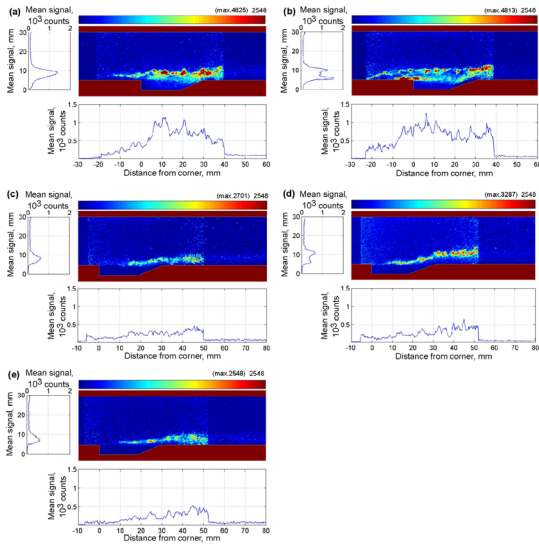 (a) Mean signal, 10³ counts
0 1 2
(max.4625) 2548
Mean signal, mm
30
20
10
0
Mean signal, 10³ counts
1.5
1
0.5
0
-30 -20 -10 0 10 20 30 40 50 60
Distance from corner, mm
(b) Mean signal, 10³ counts
0 1 2
(max.4813) 2548
Mean signal, mm
30
20
10
0
Mean signal, 10³ counts
1.5
1
0.5
0
-30 -20 -10 0 10 20 30 40 50 60
Distance from corner, mm
(c) Mean signal, 10³ counts
0 1 2
(max.2701) 2548
Mean signal, mm
30
20
10
0
Mean signal, 10³ counts
1.5
1
0.5
0
-10 0 10 20 30 40 50 60 70 80
Distance from corner, mm
(d) Mean signal, 10³ counts
0 1 2
(max.3287) 2548
Mean signal, mm
30
20
10
0
Mean signal, 10³ counts
1.5
1
0.5
0
-10 0 10 20 30 40 50 60 70 80
Distance from corner, mm
(e) Mean signal, 10³ counts
0 1 2
(max.2548) 2548
Mean signal, mm
30
20
10
0
Mean signal, 10³ counts
1.5
1
0.5
-10 0 10 20 30 40 50 60 70 80
Distance from corner, mm